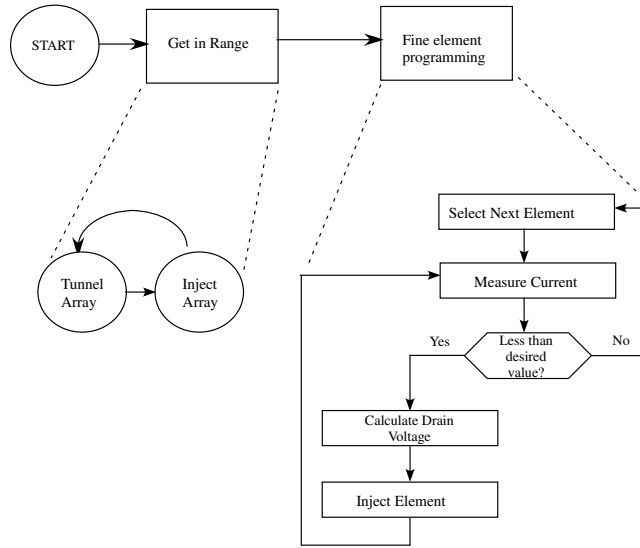 START
Get in Range
Fine element
programming
Tunnel
Array
Inject
Array
Select Next Element
Measure Current
Yes
Less than
desired
value?
No
Calculate Drain
Voltage
Inject Element